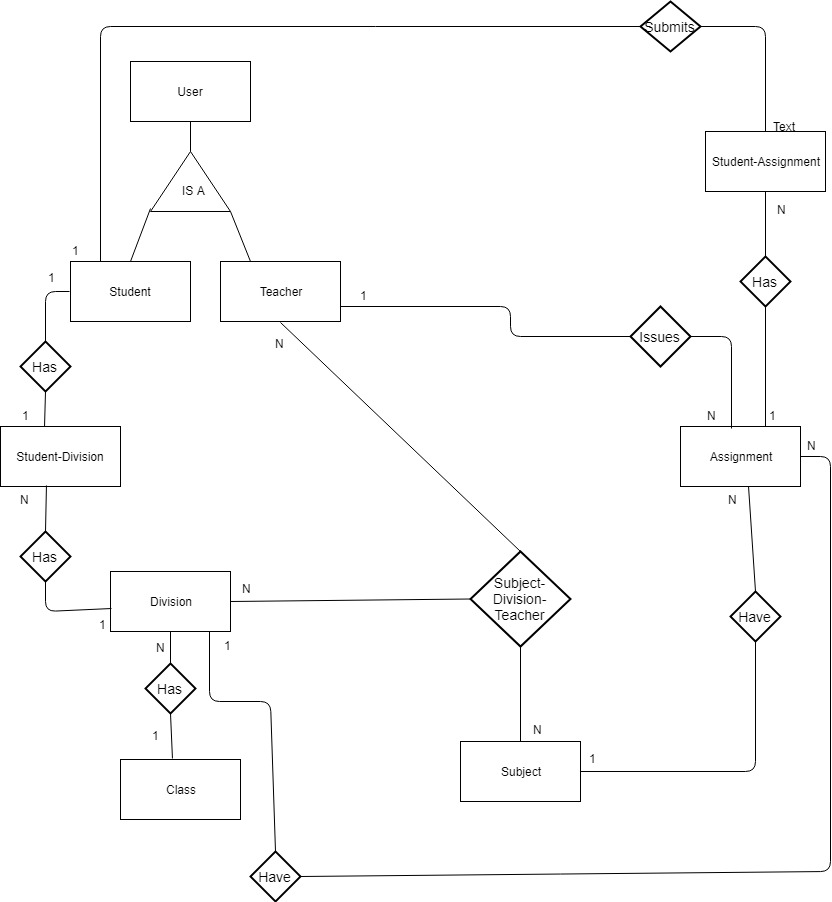 Submits
User
Text
Student-Assignment
IS A
N
1
1
Student
Teacher
1
Has
Issues
N
Has
1
N
1
N
Student-Division
Assignment
N
N
Has
Division
N
Subject-
Division-
Teacher
Have
1
N
1
Has
1
N
Class
Subject
1
Have